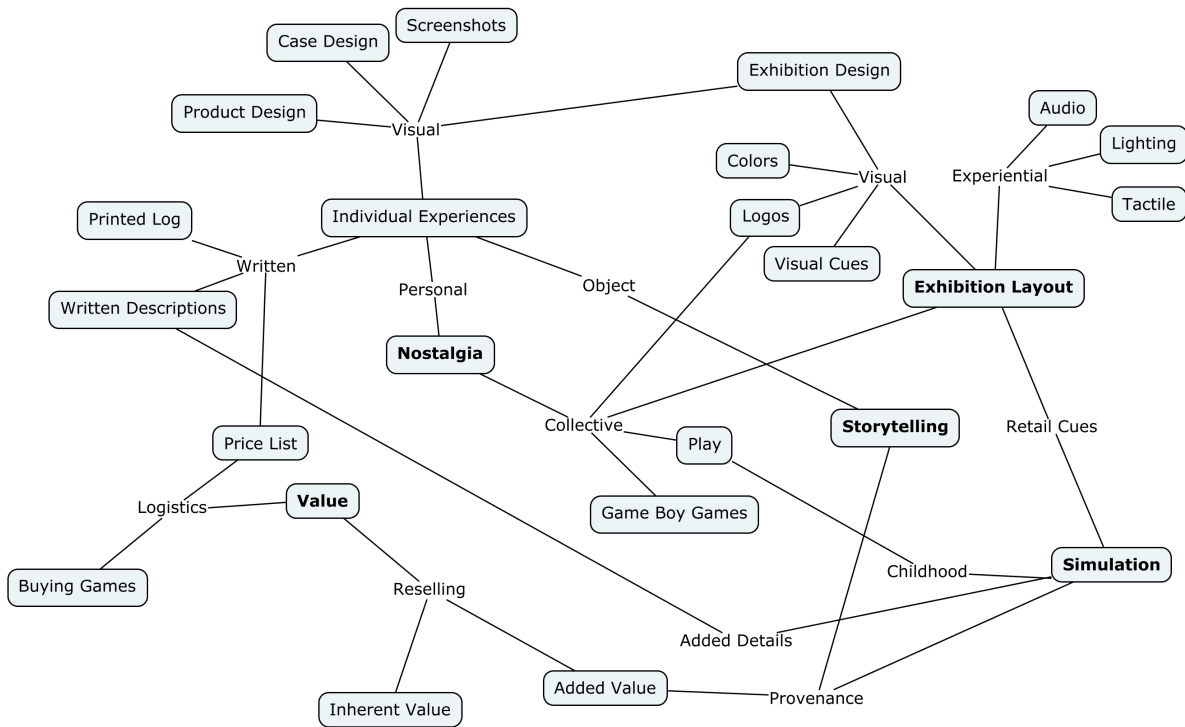 Screenshots
Case Design
Exhibition Design
Product Design
Audio
Visual
Lighting
Colors
Visual
Experiential
Tactile
Printed Log
Individual Experiences
Logos
Visual Cues
Written
Object
Personal
Exhibition Layout
Written Descriptions
Nostalgia
Collective
Storytelling
Retail Cues
Price List
Play
Value
Logistics
Game Boy Games
Simulation
Childhood
Buying Games
Reselling
Added Details
Added Value
Provenance
Inherent Value